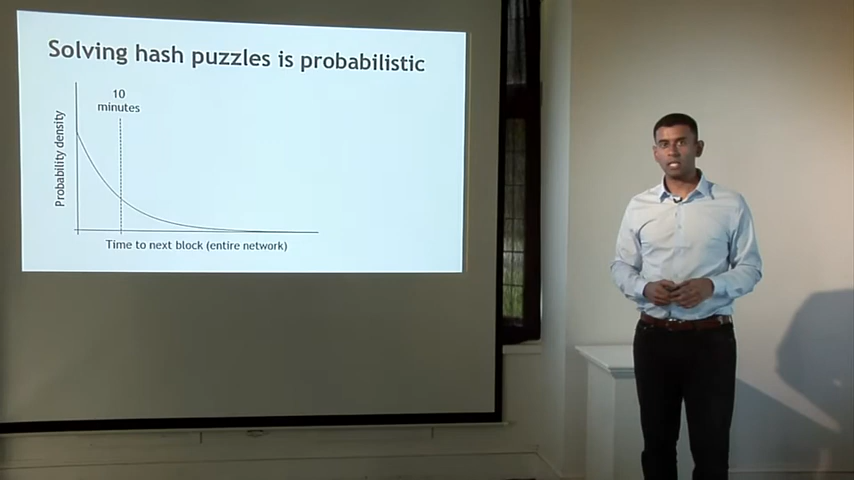 Solving hash puzzles is probabilistic
10
minutes
Probability density
Time to next block (entire network)